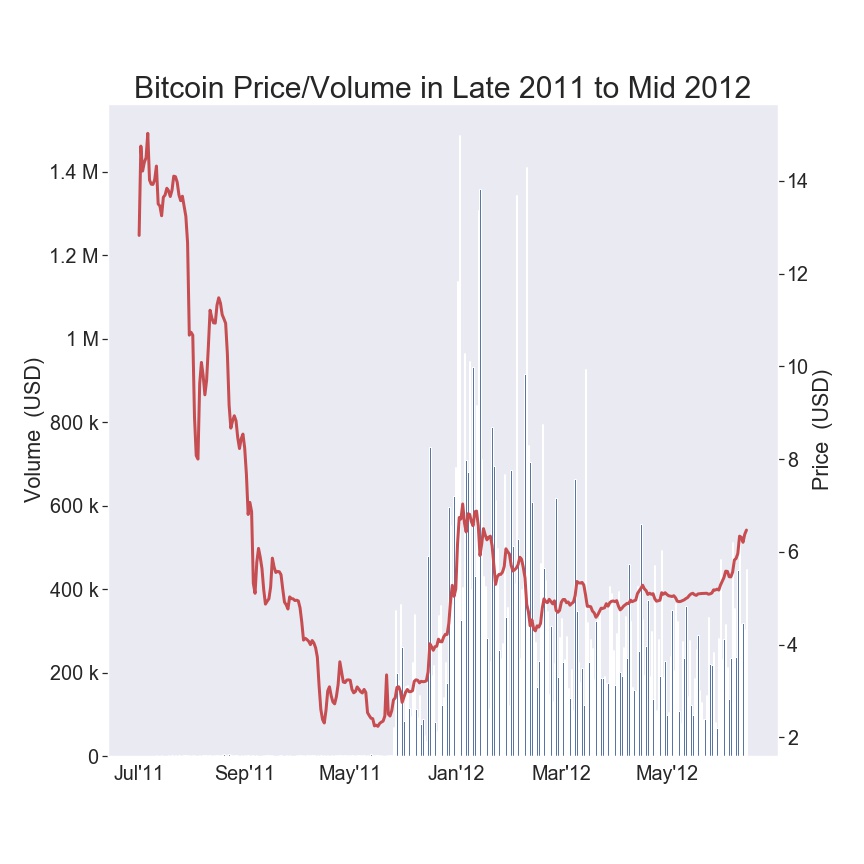 Bitcoin Price/Volume in Late 2011 to Mid 2012
1.4 M
1.2 M
1 M
800 k
600 k
400 k
200 k
0
Volume (USD)
14
12
10
8
6
4
2
Price (USD)
Jul'11
Sep'11
May'11
Jan'12
Mar'12
May'12